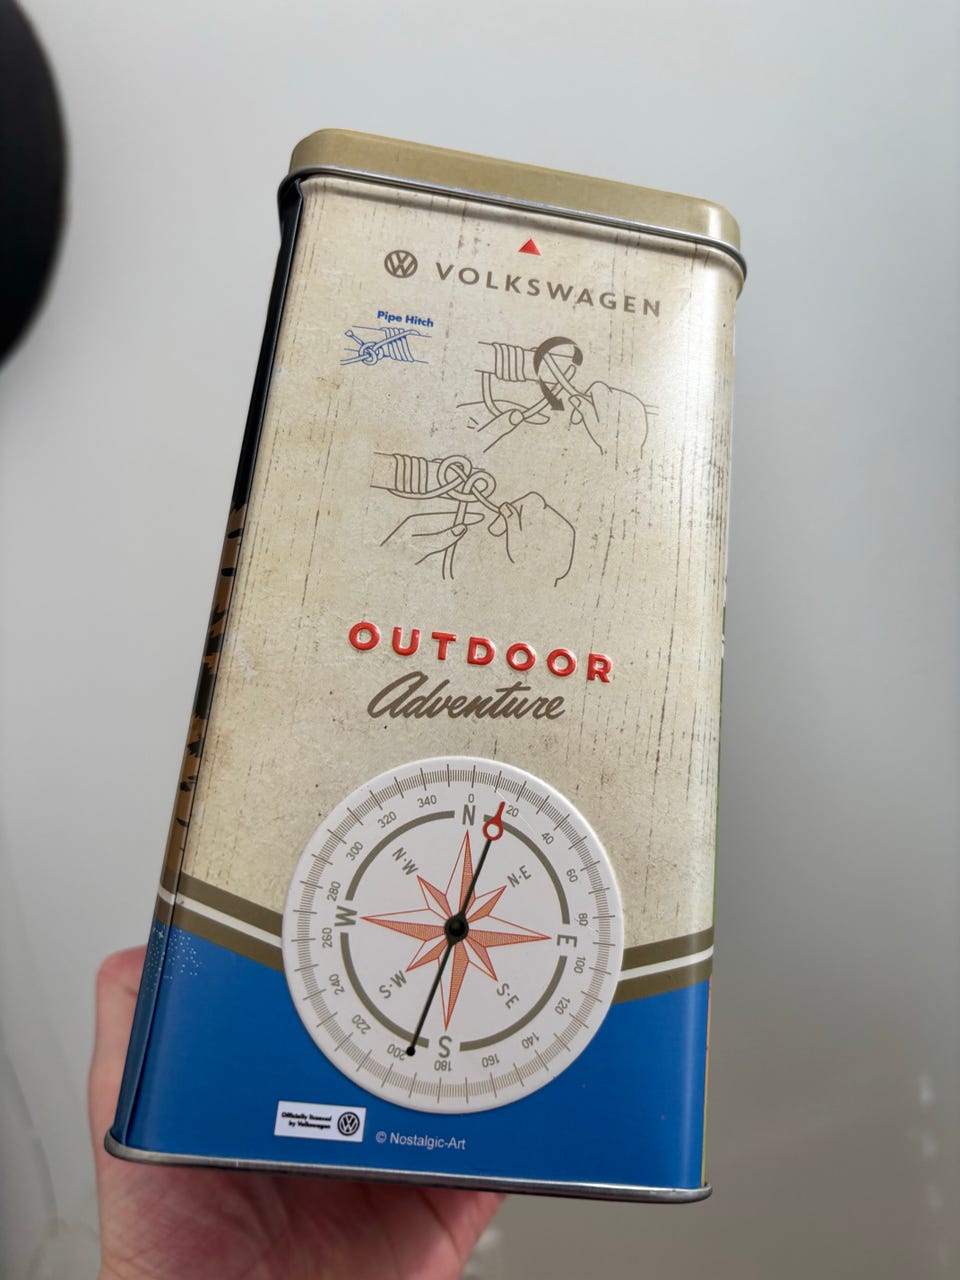 VOLKSWAGEN
Pipe Hitch
OUTDOOR
Adventure
0
20
40
60
80
100
120
140
160
180
200
220
240
260
280
300
320
340
N
N-E
E
S-E
S
S-W
W
N-W
Officially licensed
by Volkswagen
© Nostalgic-Art